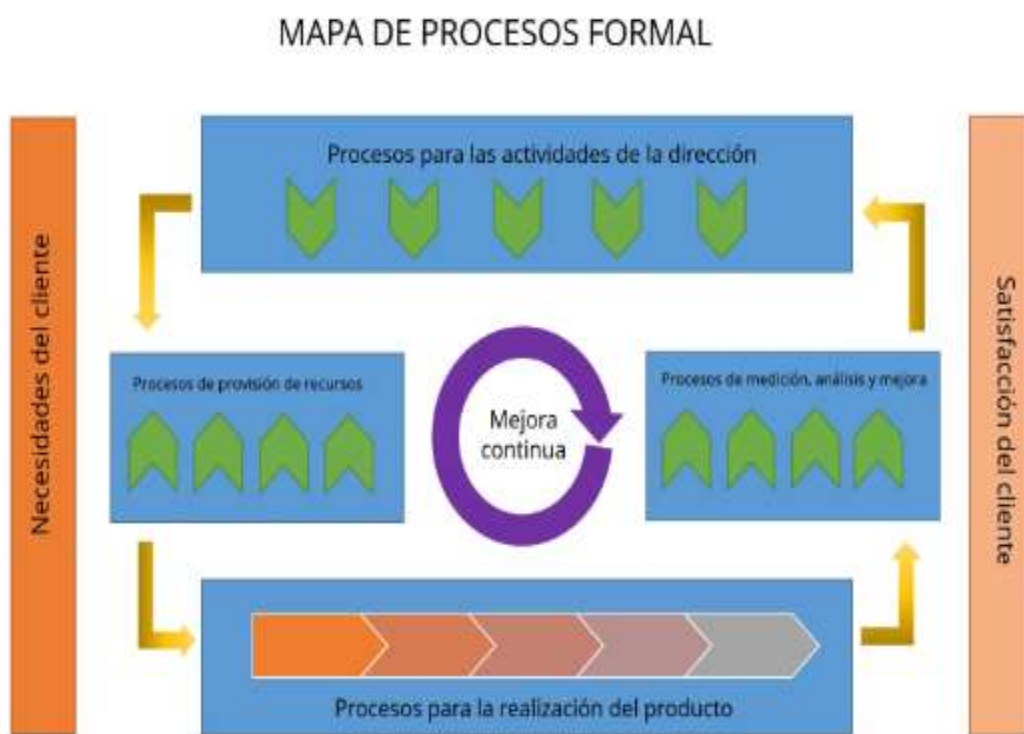 MAPA DE PROCESOS FORMAL
Necesidades del cliente
Procesos para las actividades de la dirección
Procesos de provisión de recursos
Mejora
continua
Procesos de medición, análisis y mejora
Procesos para la realización del producto
Satisfacción del cliente